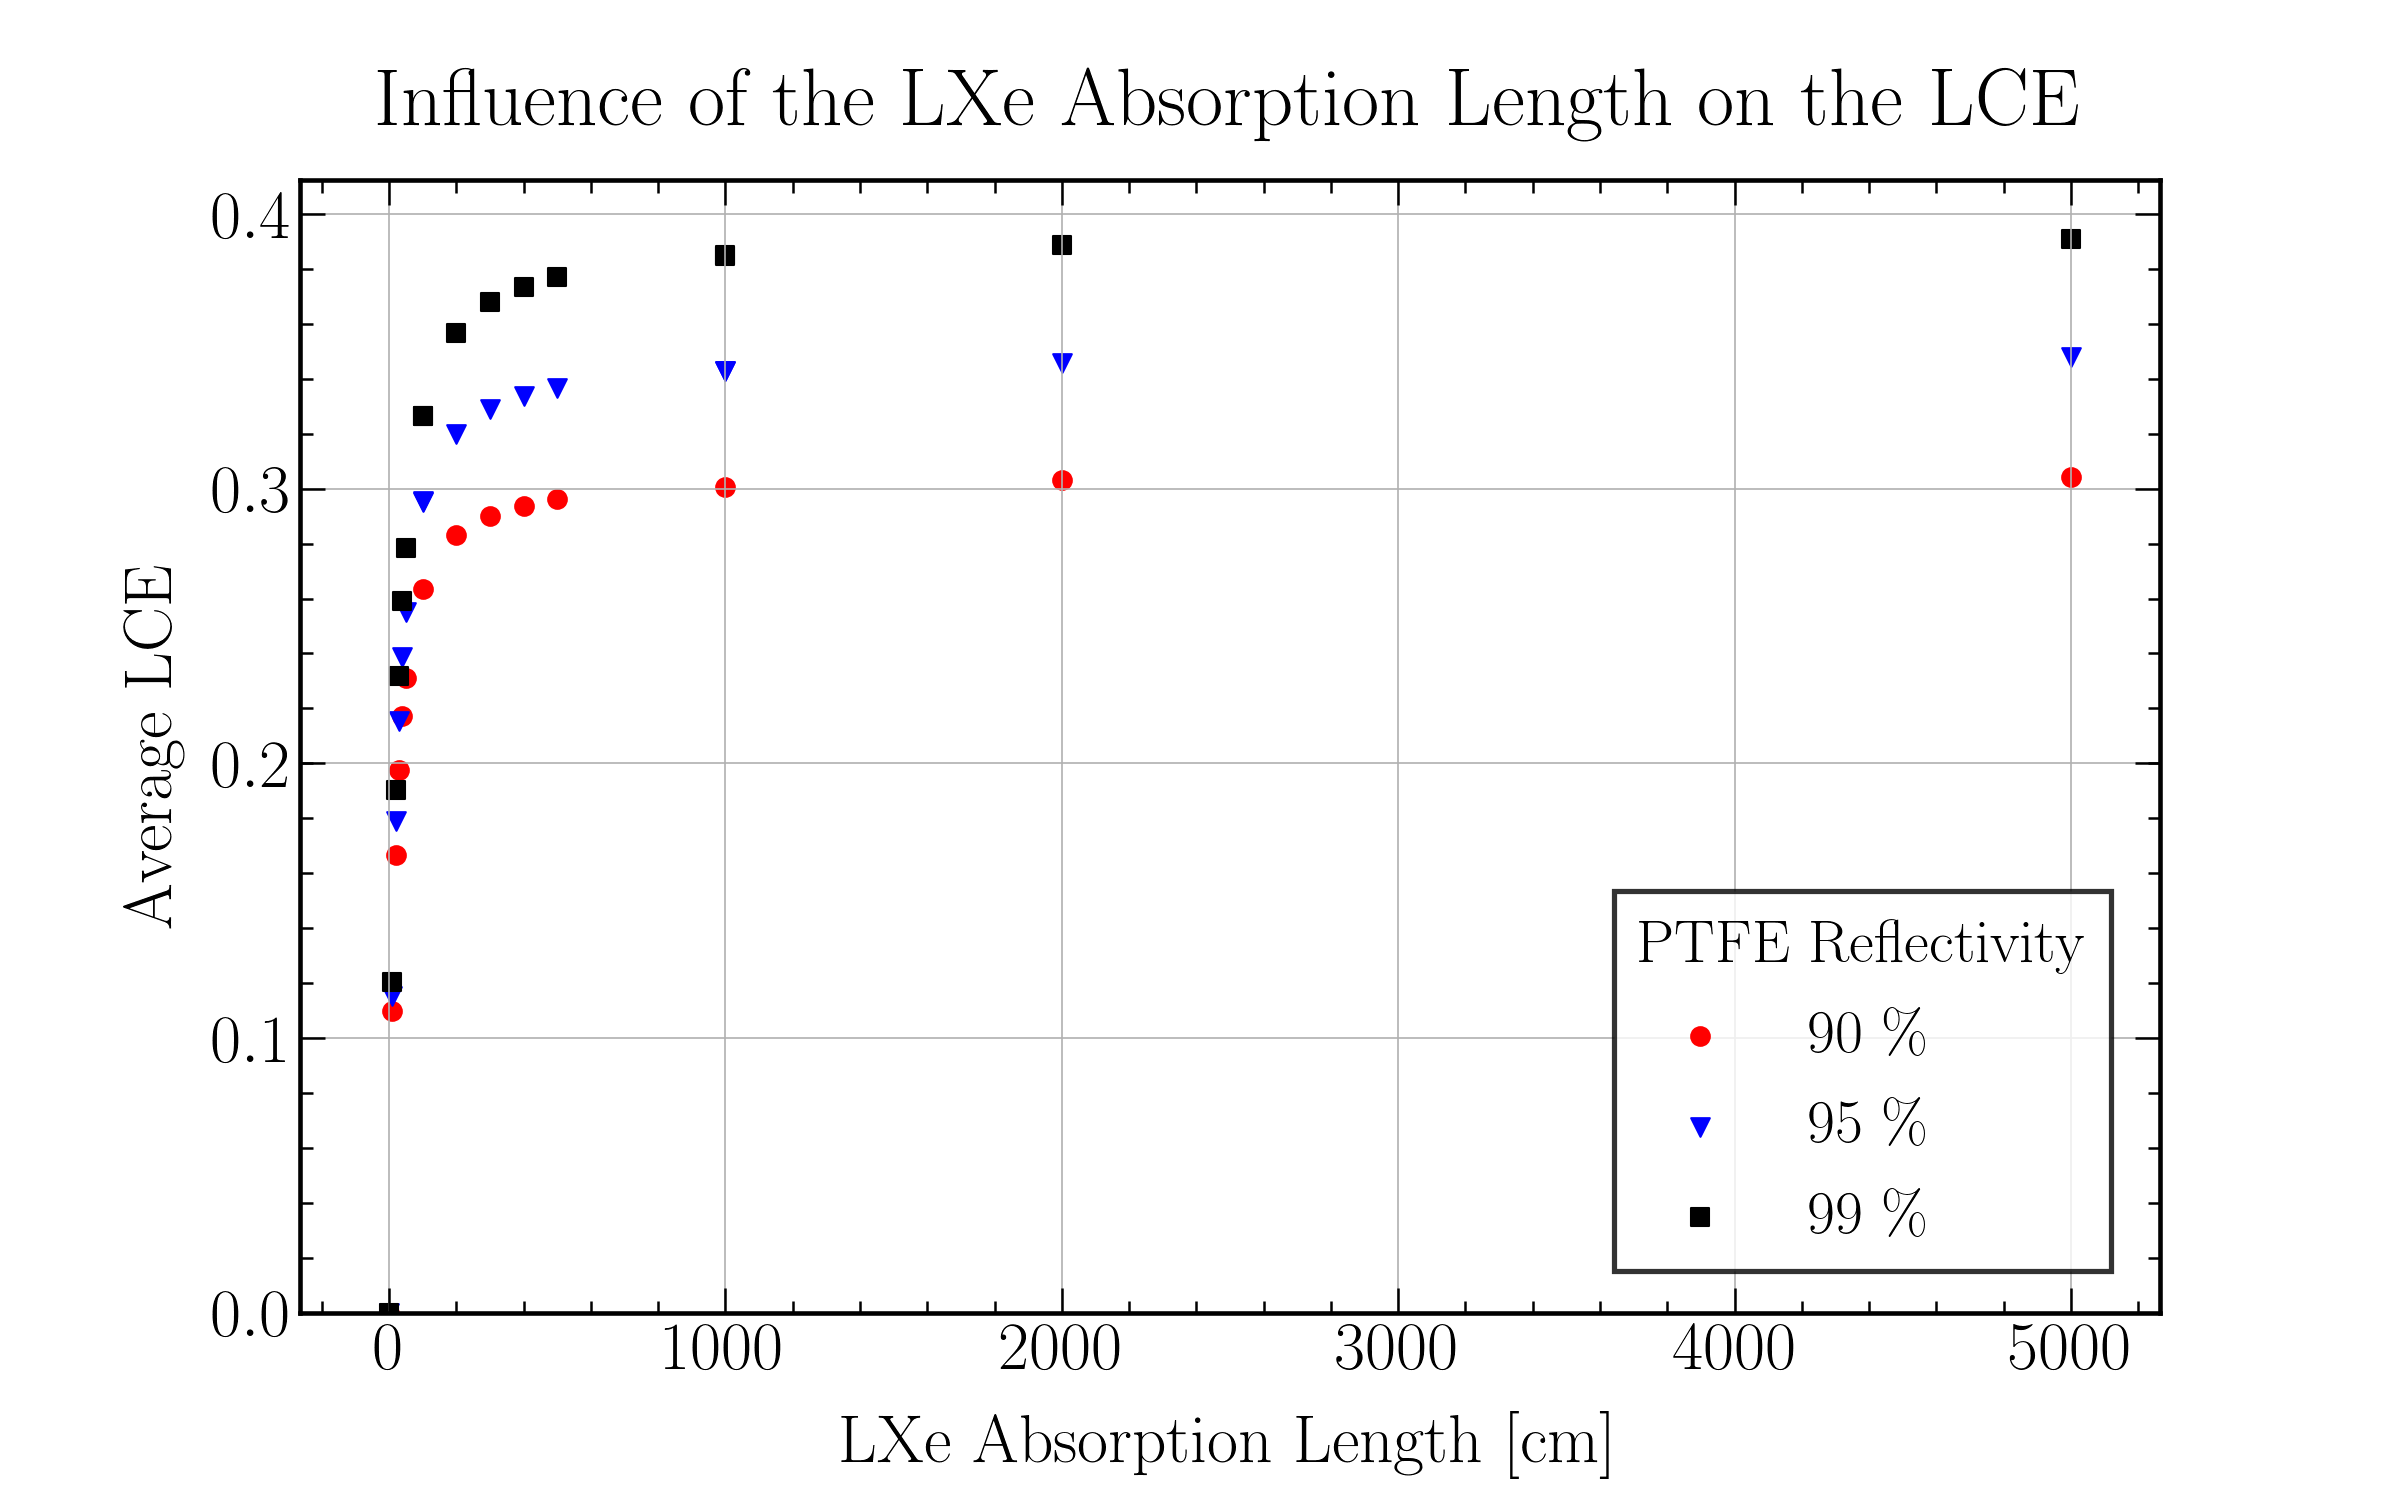 Influence of the LXe Absorption Length on the LCE
0.4
0.3
0.2
0.1
0.0
Average LCE
PTFE Reflectivity
90 %
95 %
99 %
0 1000 2000 3000 4000 5000
LXe Absorption Length [cm]